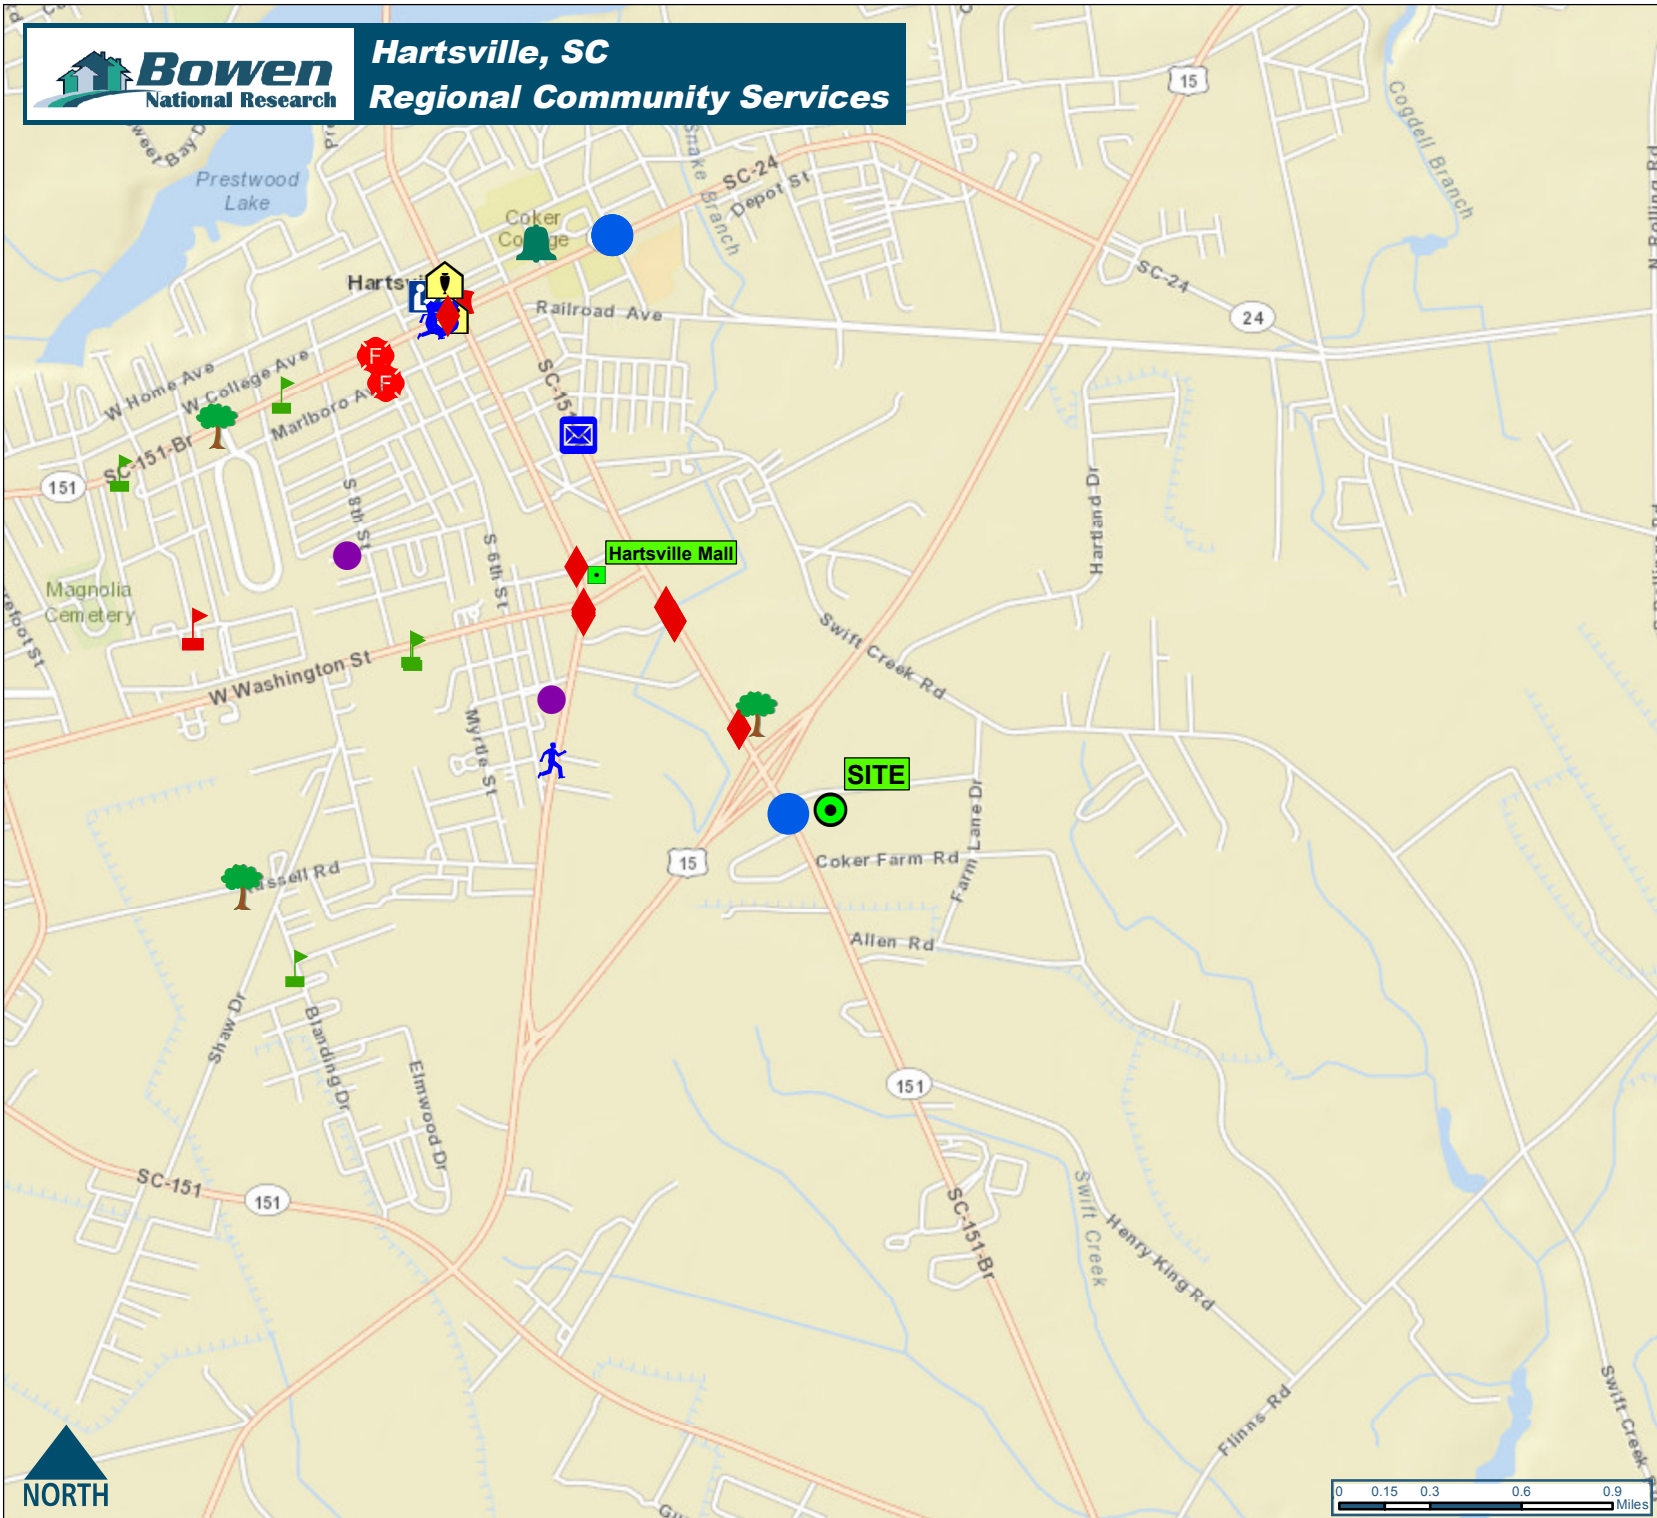 Bowen
National Research
Hartsville, SC
Regional Community Services
15
Cogdell Branch
Sweet Bay
Prestwood
Lake
Snake Branch
SC-24
Depot St
Coker
College
SC-24
24
Railroad Ave
W Home Ave
W College Ave
Marlboro
SC-151-Br
151
SC-151
S 8th St
S 6th St
Hartland Dr
Hartsville Mall
Magnolia
Cemetery
W Washington St
Swift Creek Rd
Myrtle St
SITE
15
Coker Farm Rd
Farm Lane Dr
Allen Rd
Shaw Dr
Blanding Dr
Elmwood Dr
151
SC-151
151
SC-151-Br
Swift Creek
Henry King Rd
Flinns Rd
Swift Creek
NORTH
0 0.15 0.3 0.6 0.9
Miles